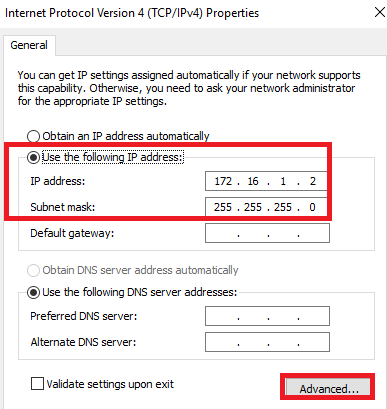 Internet Protocol Version 4 (TCP/IPv4) Properties
General
You can get IP settings assigned automatically if your network supports
this capability. Otherwise, you need to ask your network administrator
for the appropriate IP settings.
Obtain an IP address automatically
Use the following IP address:
IP address: 172 . 16 . 1 . 2
Subnet mask: 255 . 255 . 255 . 0
Default gateway: . . .
Obtain DNS server address automatically
Use the following DNS server addresses:
Preferred DNS server: . . .
Alternate DNS server: . . .
Validate settings upon exit
Advanced...